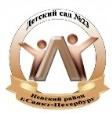 Детский сад №23
Невский район
г.Санкт-Петербург